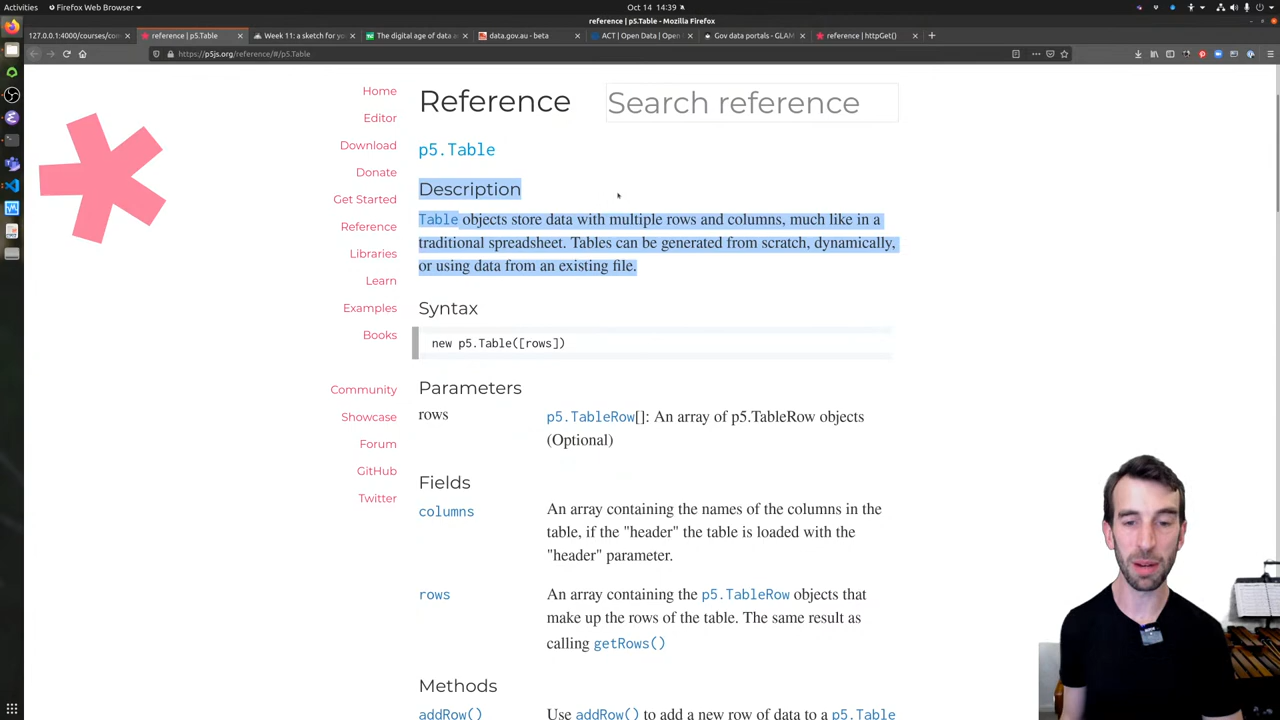 Activities Firefox Web Browser Oct 14 14:39
reference | p5.Table - Mozilla Firefox
127.0.0.1:4000/courses/con reference | p5.Table Week 11: a sketch for yo The digital age of data a data.gov.au - beta ACT | Open Data | Open Gov data portals - GLAM reference | httpGet()
https://p5js.org/reference/#/p5.Table
Home
Editor
Download
Donate
Get Started
Reference
Libraries
Learn
Examples
Books
Community
Showcase
Forum
GitHub
Twitter
Reference Search reference
p5.Table
Description
Table objects store data with multiple rows and columns, much like in a
traditional spreadsheet. Tables can be generated from scratch, dynamically,
or using data from an existing file.
Syntax
new p5.Table([rows])
Parameters
rows p5.TableRow[]: An array of p5.TableRow objects
(Optional)
Fields
columns An array containing the names of the columns in the
table, if the "header" the table is loaded with the
"header" parameter.
rows An array containing the p5.TableRow objects that
make up the rows of the table. The same result as
calling getRows()
Methods
addRow() Use addRow() to add a new row of data to a p5.Table